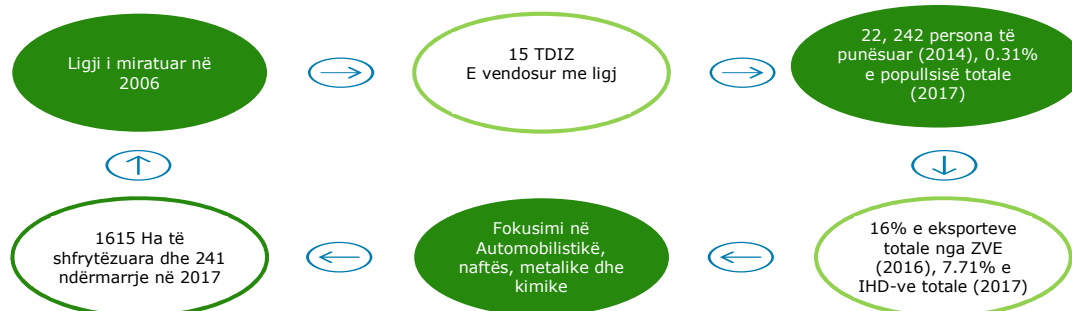 Ligji i miratuar në
2006
15 TDIZ
E vendosur me ligj
22, 242 persona të
punësuar (2014), 0.31%
e popullsisë totale
(2017)
16% e eksporteve
totale nga ZVE
(2016), 7.71% e
IHD-ve totale (2017)
Fokusimi në
Automobilistikë,
naftës, metalike dhe
kimike
1615 Ha të
shfrytëzuara dhe 241
ndërmarrje në 2017